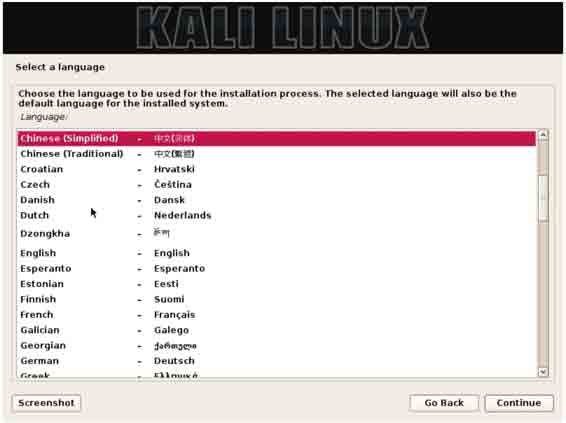 KALI LINUX
Select a language
Choose the language to be used for the installation process. The selected language will also be the
default language for the installed system.
Language:
Chinese (Simplified) - 中文(简体)
Chinese (Traditional) - 中文(繁體)
Croatian - Hrvatski
Czech - Čeština
Danish - Dansk
Dutch - Nederlands
Dzongkha -
English - English
Esperanto - Esperanto
Estonian - Eesti
Finnish - Suomi
French - Français
Galician - Galego
Georgian - ქართული
German - Deutsch
Greek - Ελληνικά
Screenshot
Go Back
Continue